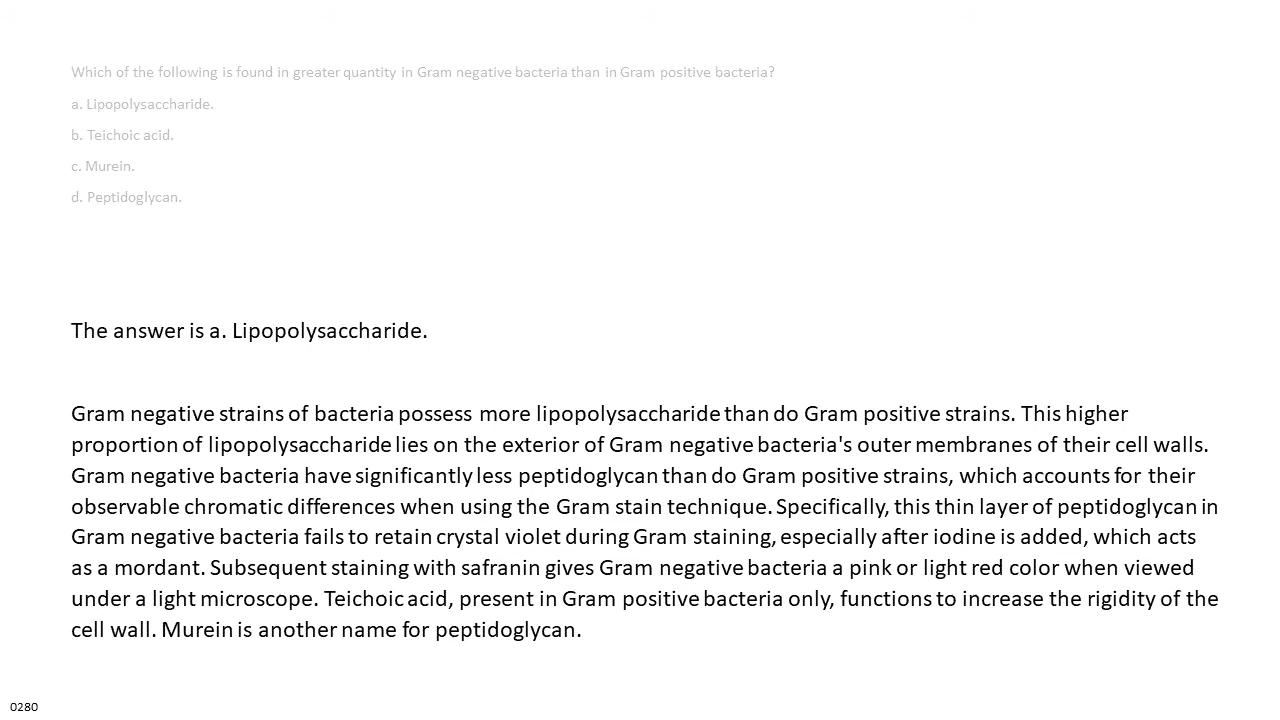 Which of the following is found in greater quantity in Gram negative bacteria than in Gram positive bacteria?
a. Lipopolysaccharide.
b. Teichoic acid.
c. Murein.
d. Peptidoglycan.
The answer is a. Lipopolysaccharide.
Gram negative strains of bacteria possess more lipopolysaccharide than do Gram positive strains. This higher
proportion of lipopolysaccharide lies on the exterior of Gram negative bacteria's outer membranes of their cell walls.
Gram negative bacteria have significantly less peptidoglycan than do Gram positive strains, which accounts for their
observable chromatic differences when using the Gram stain technique. Specifically, this thin layer of peptidoglycan in
Gram negative bacteria fails to retain crystal violet during Gram staining, especially after iodine is added, which acts
as a mordant. Subsequent staining with safranin gives Gram negative bacteria a pink or light red color when viewed
under a light microscope. Teichoic acid, present in Gram positive bacteria only, functions to increase the rigidity of the
cell wall. Murein is another name for peptidoglycan.
0280